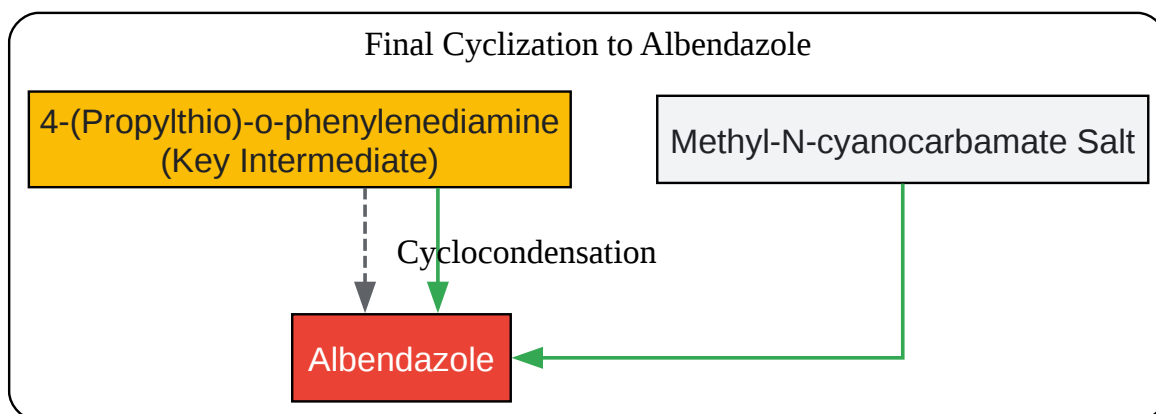 Final Cyclization to Albendazole
4-(Propylthio)-o-phenylenediamine
(Key Intermediate)
Methyl-N-cyanocarbamate Salt
Cyclocondensation
Albendazole